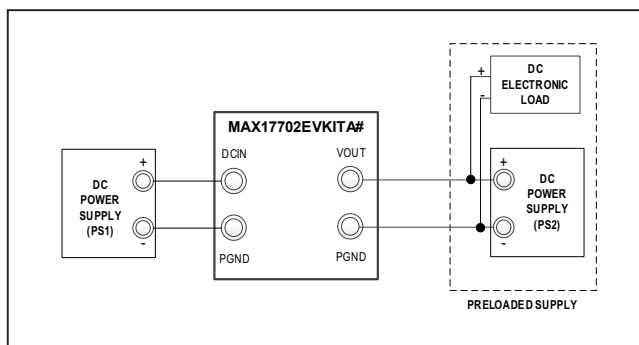 DC
ELECTRONIC
LOAD
+
-
MAX17702EVKITA#
DCIN
VOUT
PGND
PGND
+
DC
POWER
SUPPLY
(PS1)
-
+
DC
POWER
SUPPLY
(PS2)
-
PRELOADED SUPPLY